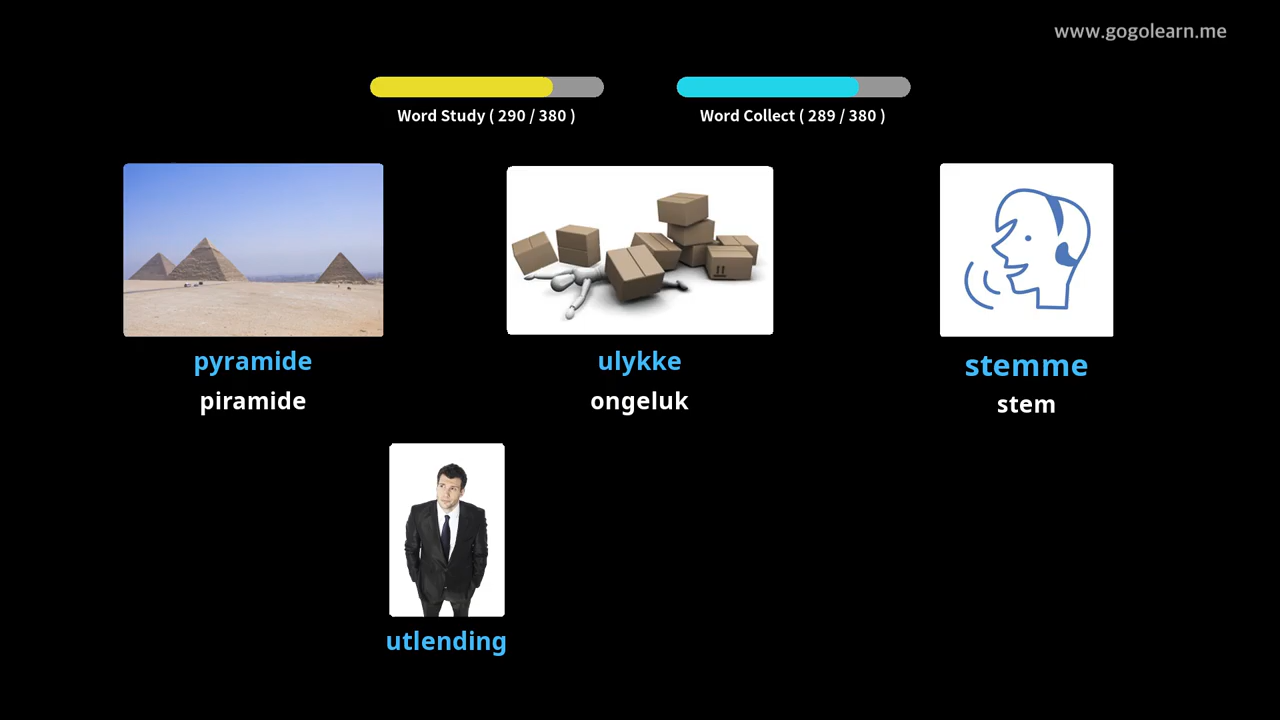 www.gogolearn.me
Word Study ( 290 / 380 )
Word Collect ( 289 / 380 )
pyramide
piramide
ulykke
ongeluk
stemme
stem
utlending